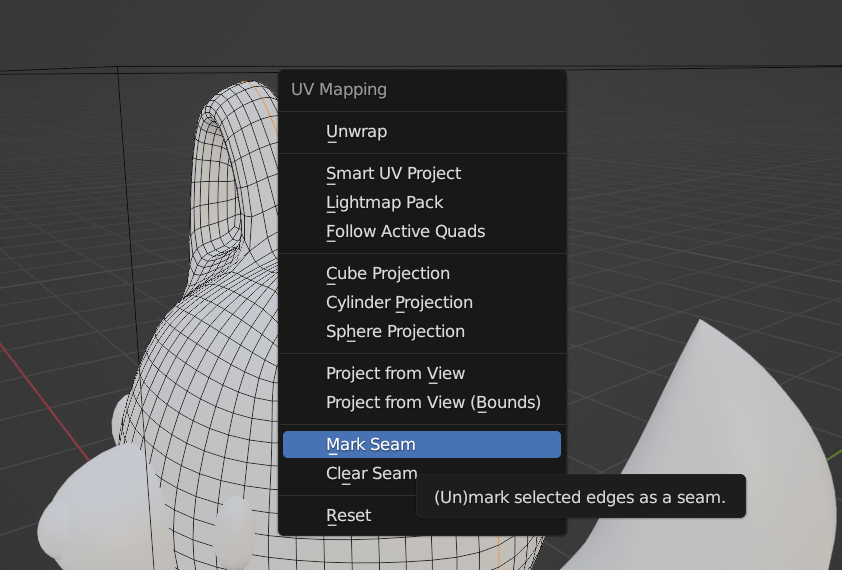 UV Mapping
Unwrap
Smart UV Project
Lightmap Pack
Follow Active Quads
Cube Projection
Cylinder Projection
Sphere Projection
Project from View
Project from View (Bounds)
Mark Seam
Clear Seam
(Un)mark selected edges as a seam.
Reset